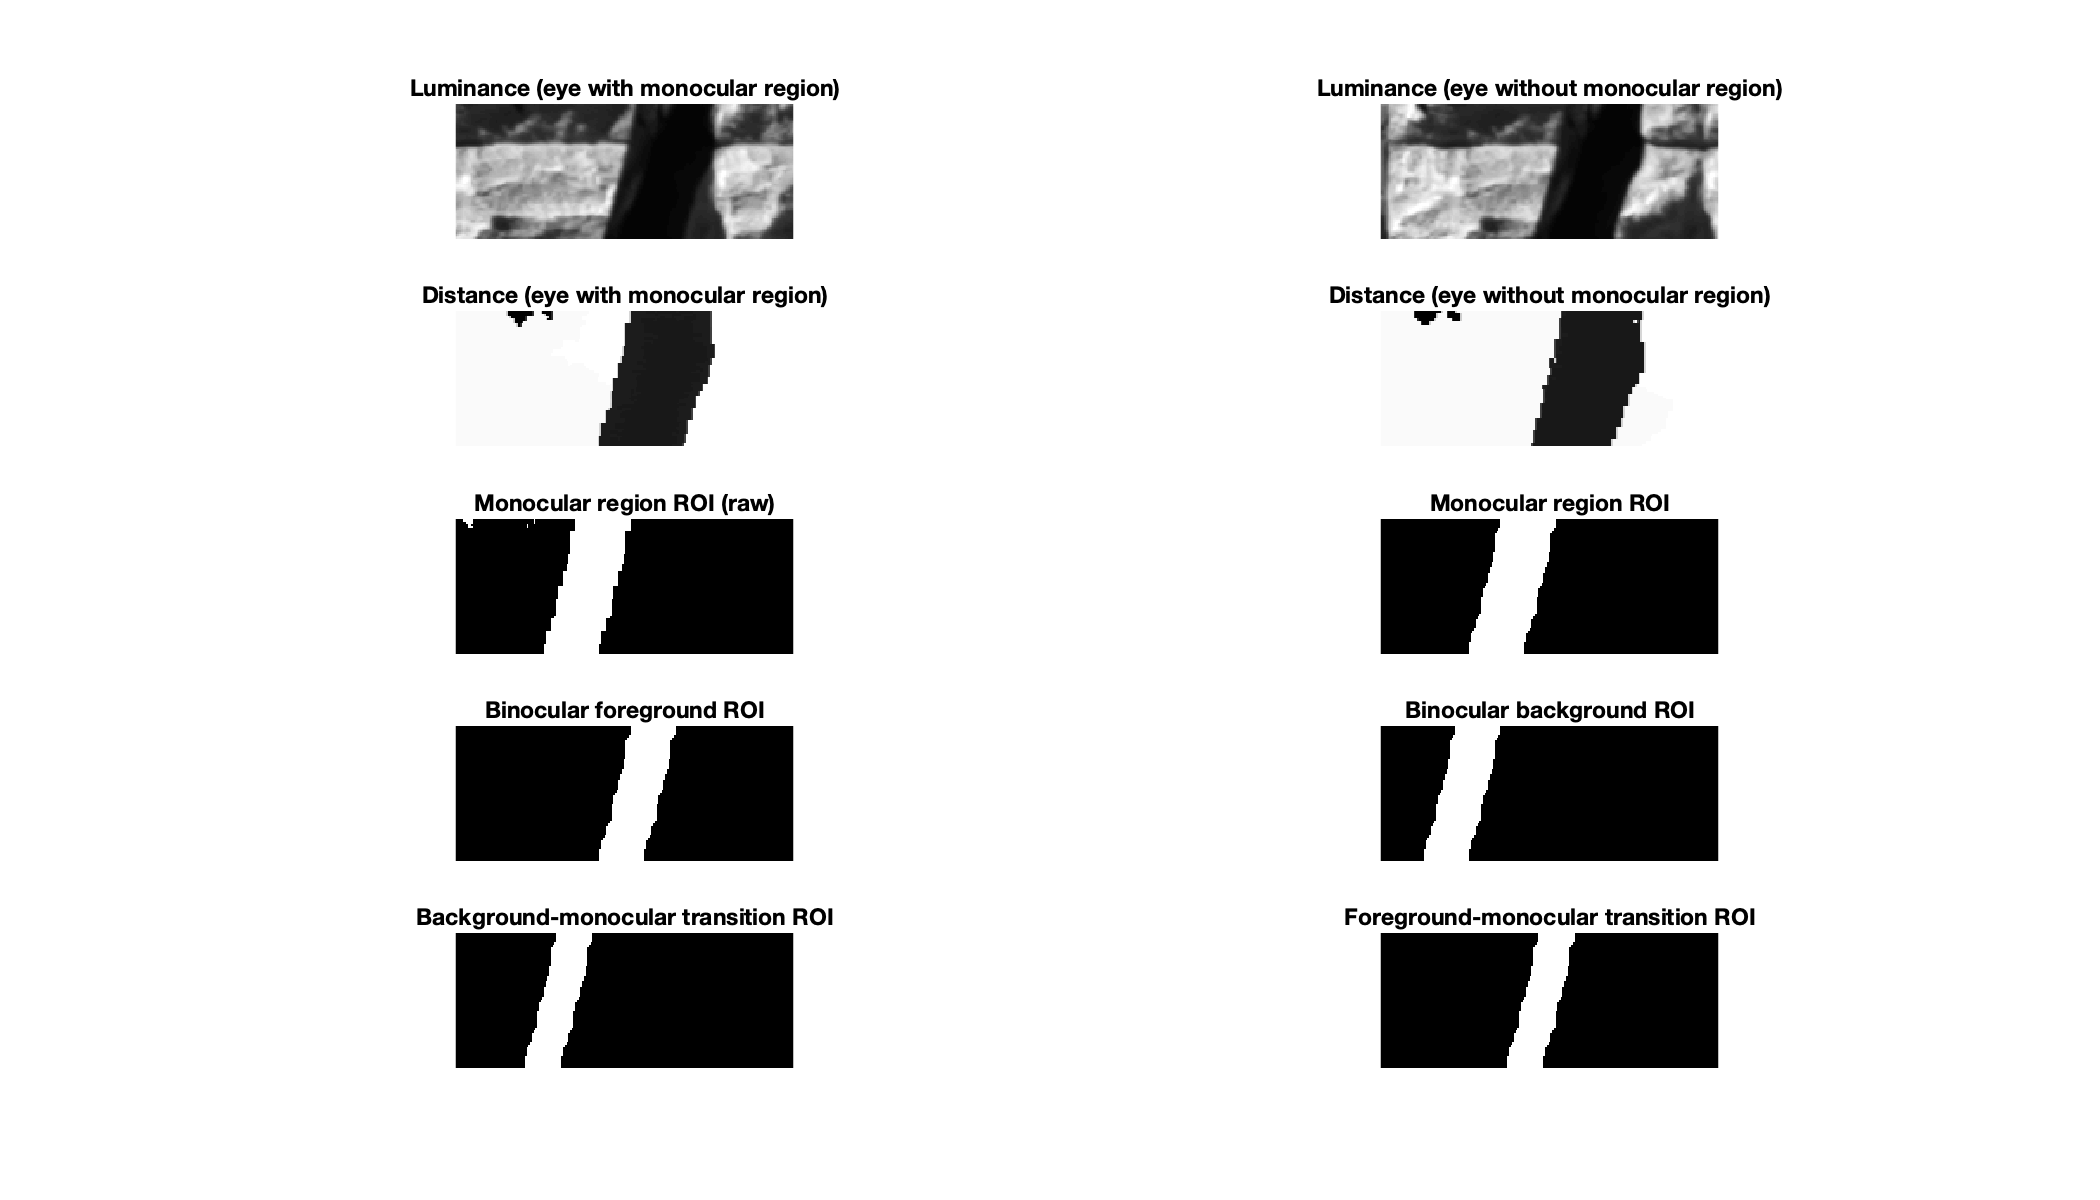 Luminance (eye with monocular region)
Luminance (eye without monocular region)
Distance (eye with monocular region)
Distance (eye without monocular region)
Monocular region ROI (raw)
Monocular region ROI
Binocular foreground ROI
Binocular background ROI
Background-monocular transition ROI
Foreground-monocular transition ROI